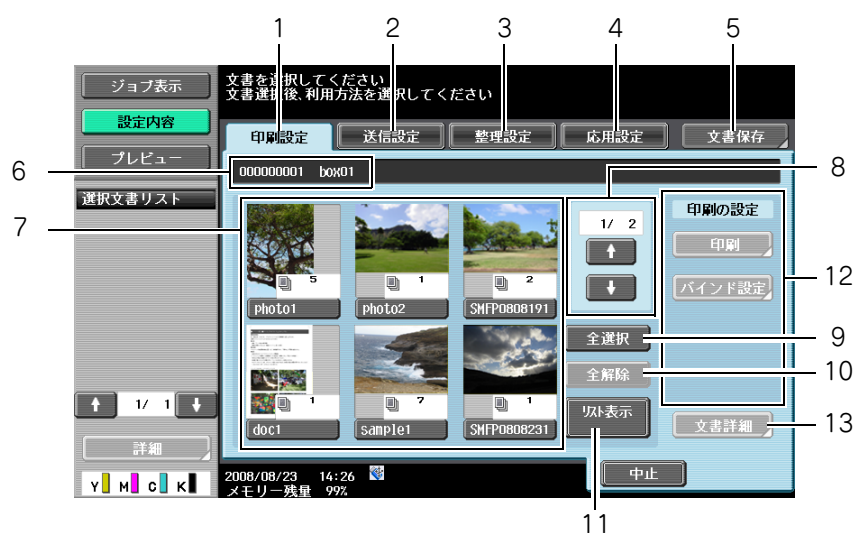 1 2 3 4 5
ジョブ表示
文書を選択してください
文書選択後、利用方法を選択してください
設定内容
印刷設定 送信設定 整理設定 応用設定 文書保存
プレビュー
6
000000001 box01
8
選択文書リスト
7
1/ 2
印刷の設定
印刷
バインド設定
12
5 1 2
photo1 photo2 SMFP0808191
全選択
9
全解除
10
リスト表示
1/ 1
1 7 1
doc1 sample1 SMFP0808231
文書詳細
13
詳細
Y M C K
2008/08/23 14:26
メモリー残量 99%
中止
11